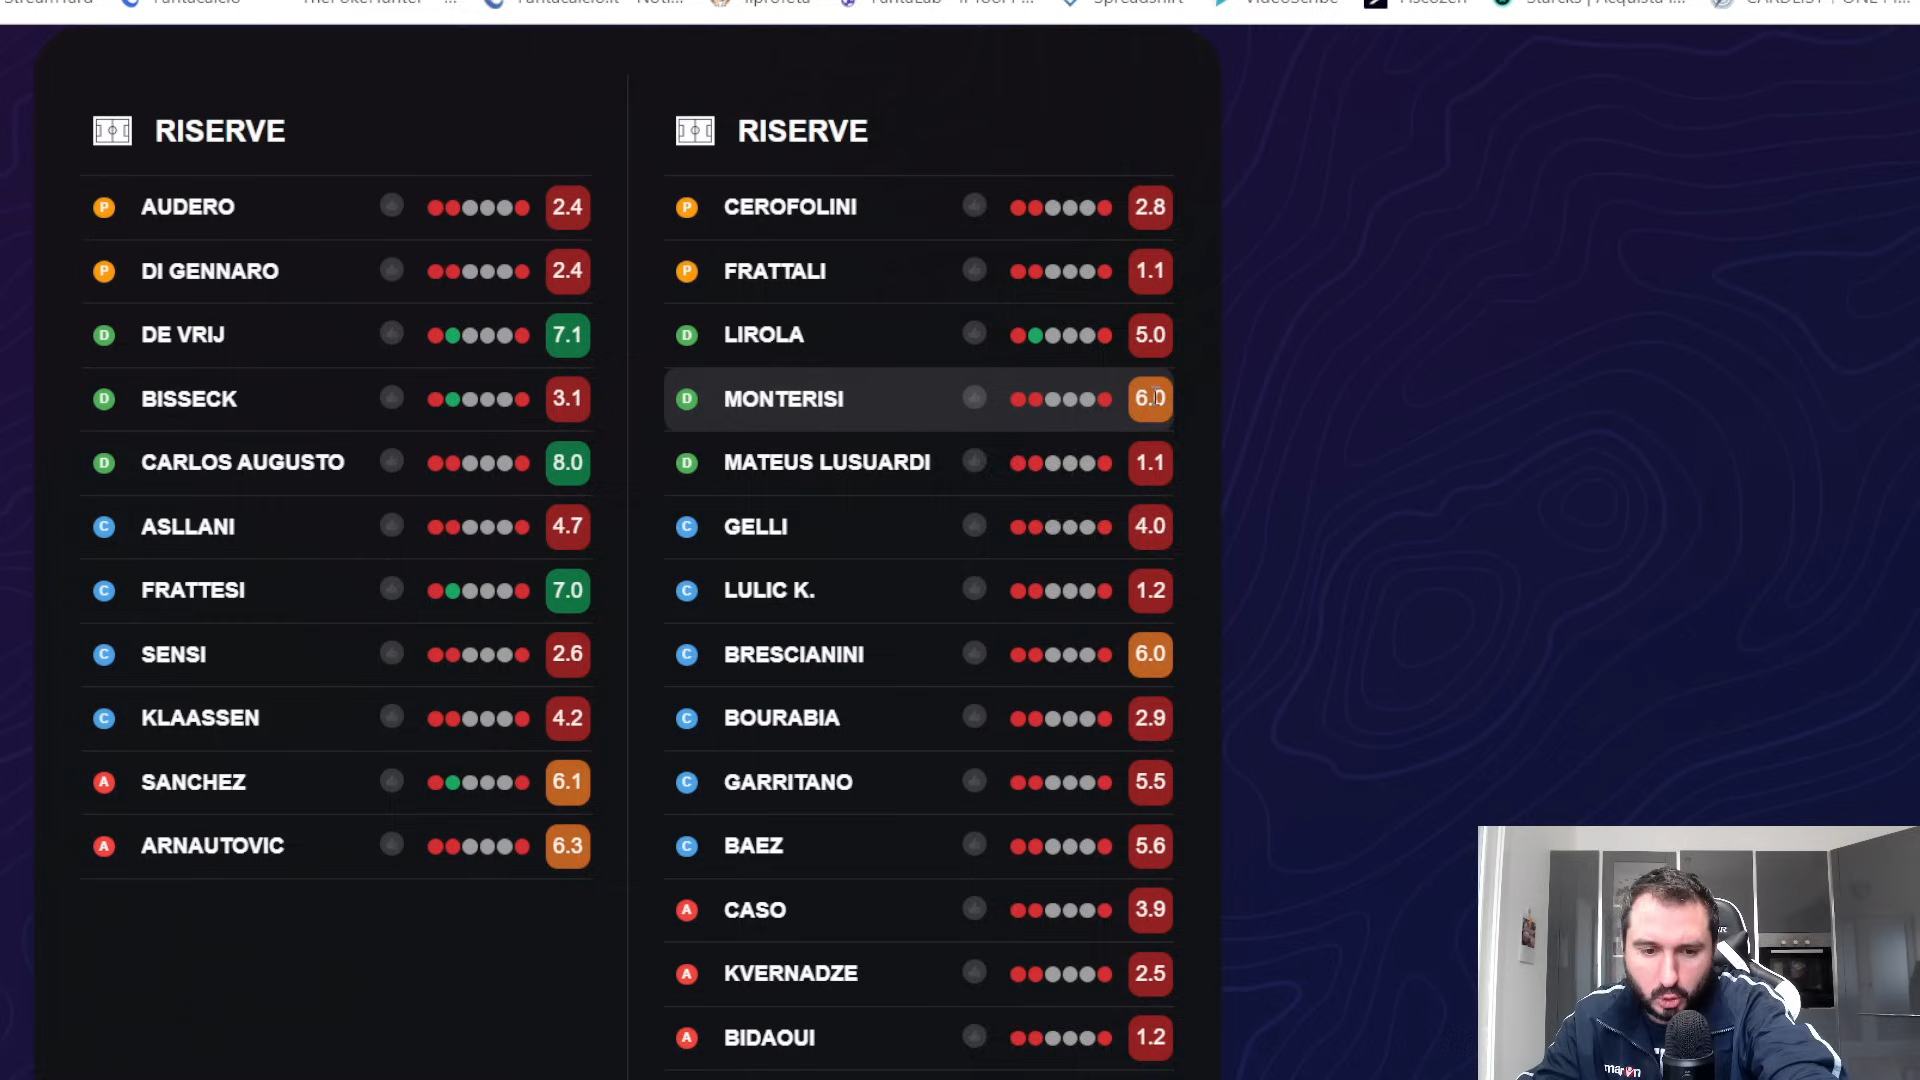 RISERVE
P AUDERO 2.4
P DI GENNARO 2.4
D DE VRIJ 7.1
D BISSECK 3.1
D CARLOS AUGUSTO 8.0
C ASLLANI 4.7
C FRATTESI 7.0
C SENSI 2.6
C KLAASSEN 4.2
A SANCHEZ 6.1
A ARNAUTOVIC 6.3
RISERVE
P CEROFOLINI 2.8
P FRATTALI 1.1
D LIROLA 5.0
D MONTERISI 6.0
D MATEUS LUSUARDI 1.1
C GELLI 4.0
C LULIC K. 1.2
C BRESCIANINI 6.0
C BOURABIA 2.9
C GARRITANO 5.5
C BAEZ 5.6
A CASO 3.9
A KVERNADZE 2.5
A BIDAOUI 1.2